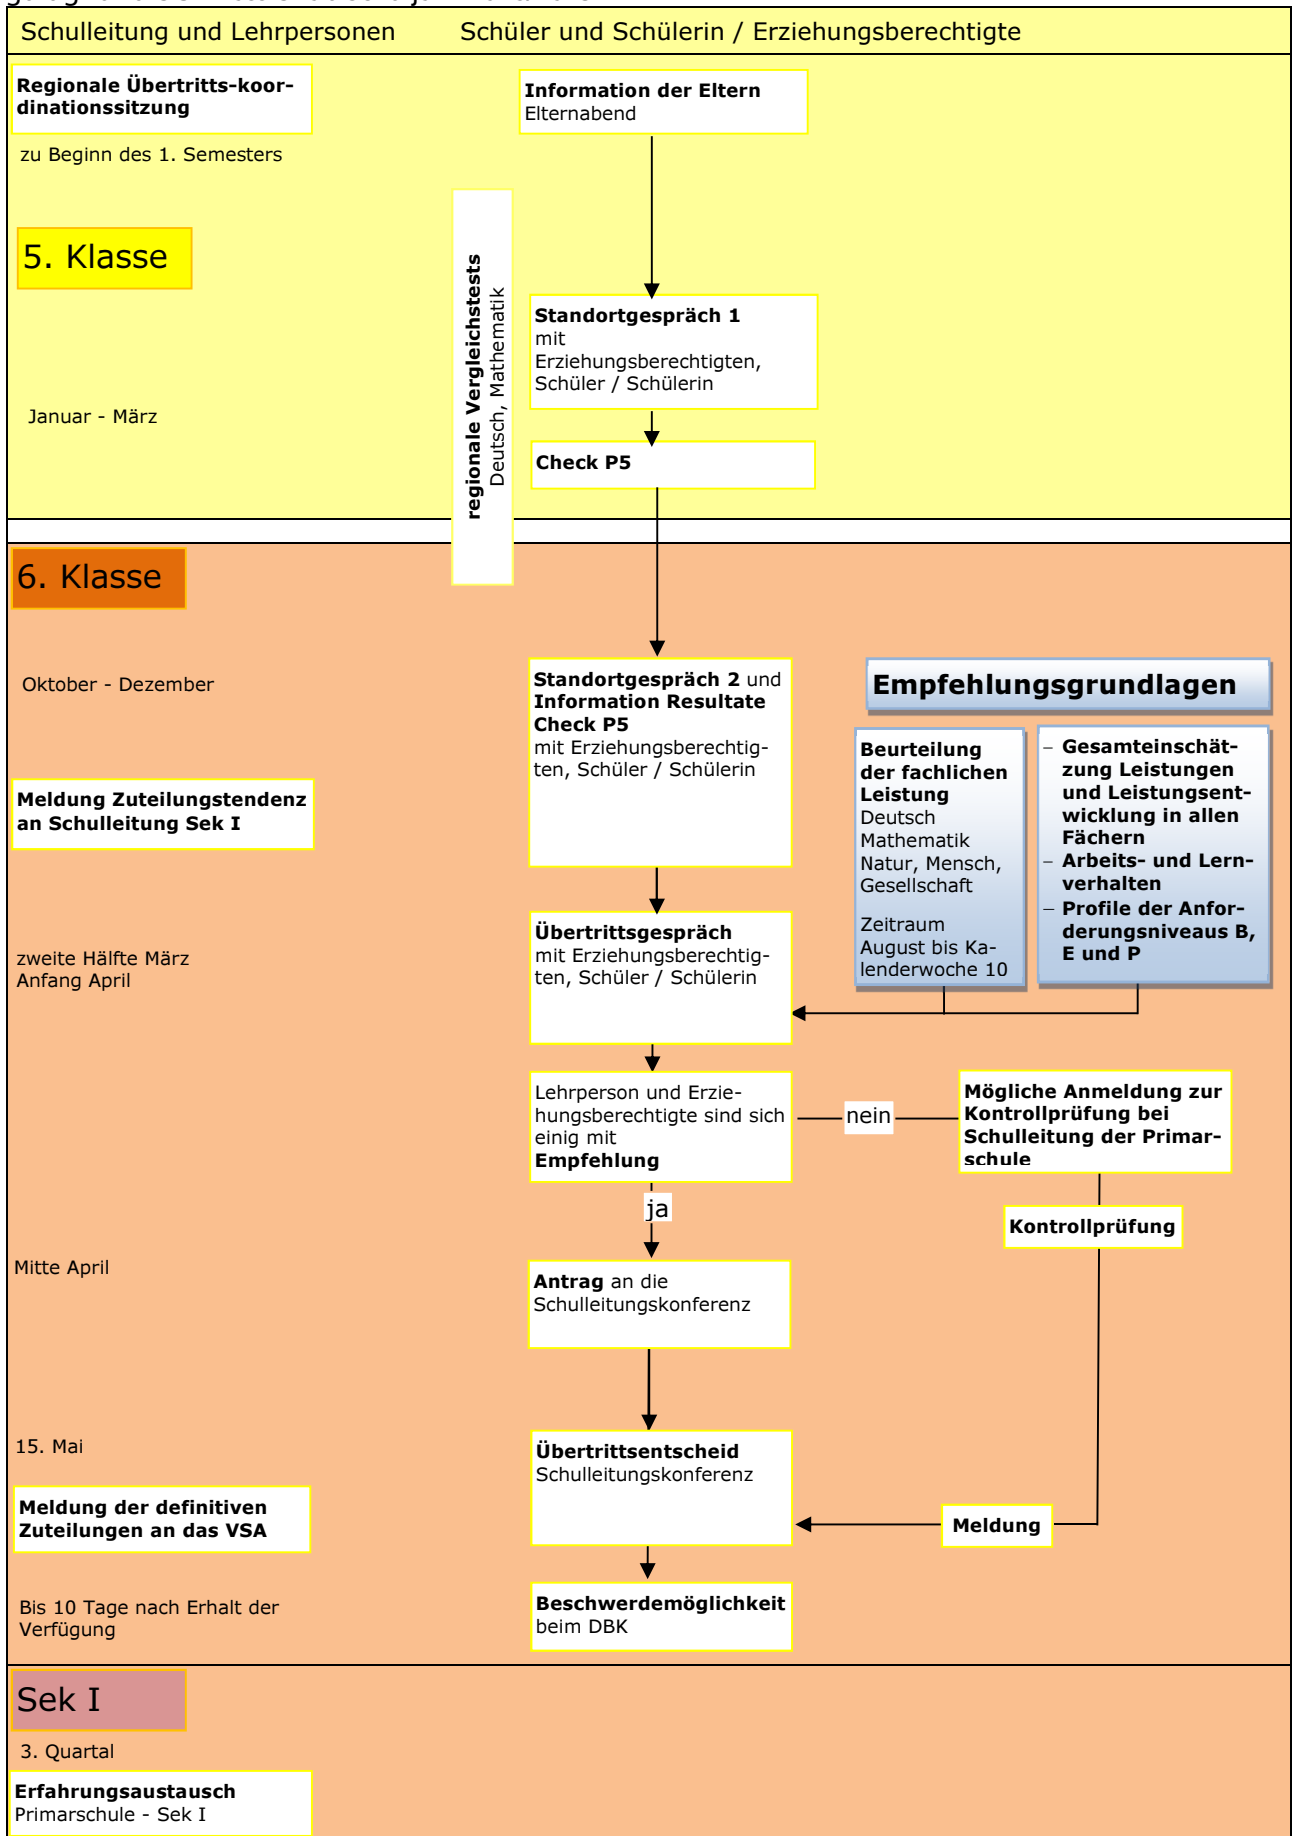 Schulleitung und Lehrpersonen
Schüler und Schülerin / Erziehungsberechtigte
Regionale Übertritts-koor-
dinationssitzung
zu Beginn des 1. Semesters
Information der Eltern
Elternabend
5. Klasse
regionale Vergleichstests
Deutsch, Mathematik
Standortgespräch 1
mit
Erziehungsberechtigten,
Schüler / Schülerin
Januar - März
Check P5
6. Klasse
Oktober - Dezember
Standortgespräch 2 und
Information Resultate
Check P5
mit Erziehungsberechtig-
ten, Schüler / Schülerin
Empfehlungsgrundlagen
Beurteilung
der fachlichen
Leistung
Deutsch
Mathematik
Natur, Mensch,
Gesellschaft
Zeitraum
August bis Ka-
lenderwoche 10
– Gesamteinschät-
zung Leistungen
und Leistungsent-
wicklung in allen
Fächern
– Arbeits- und Lern-
verhalten
– Profile der Anfor-
derungsniveaus B,
E und P
Meldung Zuteilungstendenz
an Schulleitung Sek I
zweite Hälfte März
Anfang April
Übertrittsgespräch
mit Erziehungsberechtig-
ten, Schüler / Schülerin
Lehrperson und Erzie-
hungsberechtigte sind sich
einig mit
Empfehlung
nein
Mögliche Anmeldung zur
Kontrollprüfung bei
Schulleitung der Primar-
schule
ja
Kontrollprüfung
Mitte April
Antrag an die
Schulleitungskonferenz
15. Mai
Übertrittsentscheid
Schulleitungskonferenz
Meldung der definitiven
Zuteilungen an das VSA
Meldung
Bis 10 Tage nach Erhalt der
Verfügung
Beschwerdemöglichkeit
beim DBK
Sek I
3. Quartal
Erfahrungsaustausch
Primarschule - Sek I